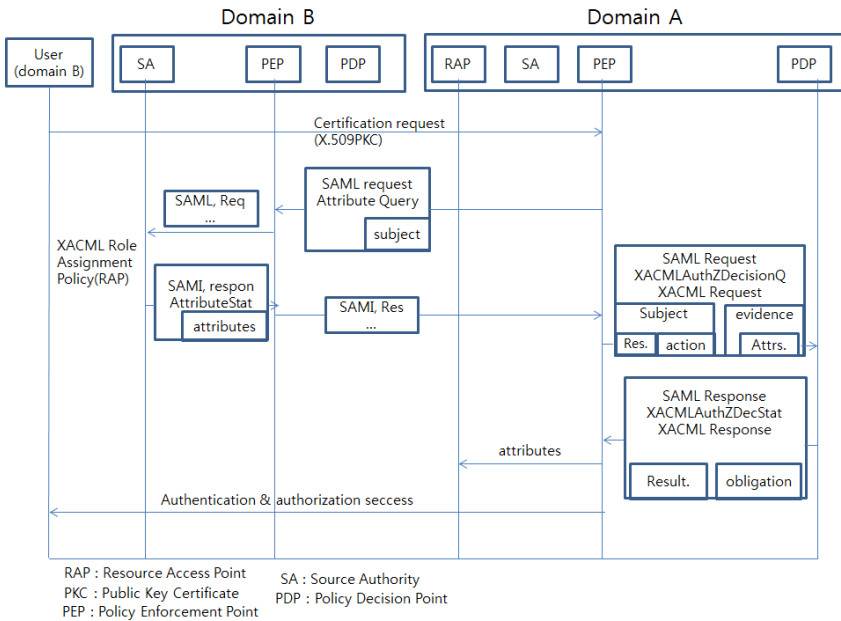 Domain B
Domain A
User
(domain B)
SA
PEP
PDP
RAP
SA
PEP
PDP
Certification request
(X.509PKC)
SAML request
Attribute Query
subject
SAML, Req
...
XACML Role
Assignment
Policy(RAP)
SAMI, respon
AttributeStat
attributes
SAMI, Res
...
SAML Request
XACMLAuthZDecisionQ
XACML Request
Subject
evidence
Res.
action
Attrs.
SAML Response
XACMLAuthZDecStat
XACML Response
Result.
obligation
attributes
Authentication & authorization seccess
RAP : Resource Access Point
PKC : Public Key Certificate
PEP : Policy Enforcement Point
SA : Source Authority
PDP : Policy Decision Point